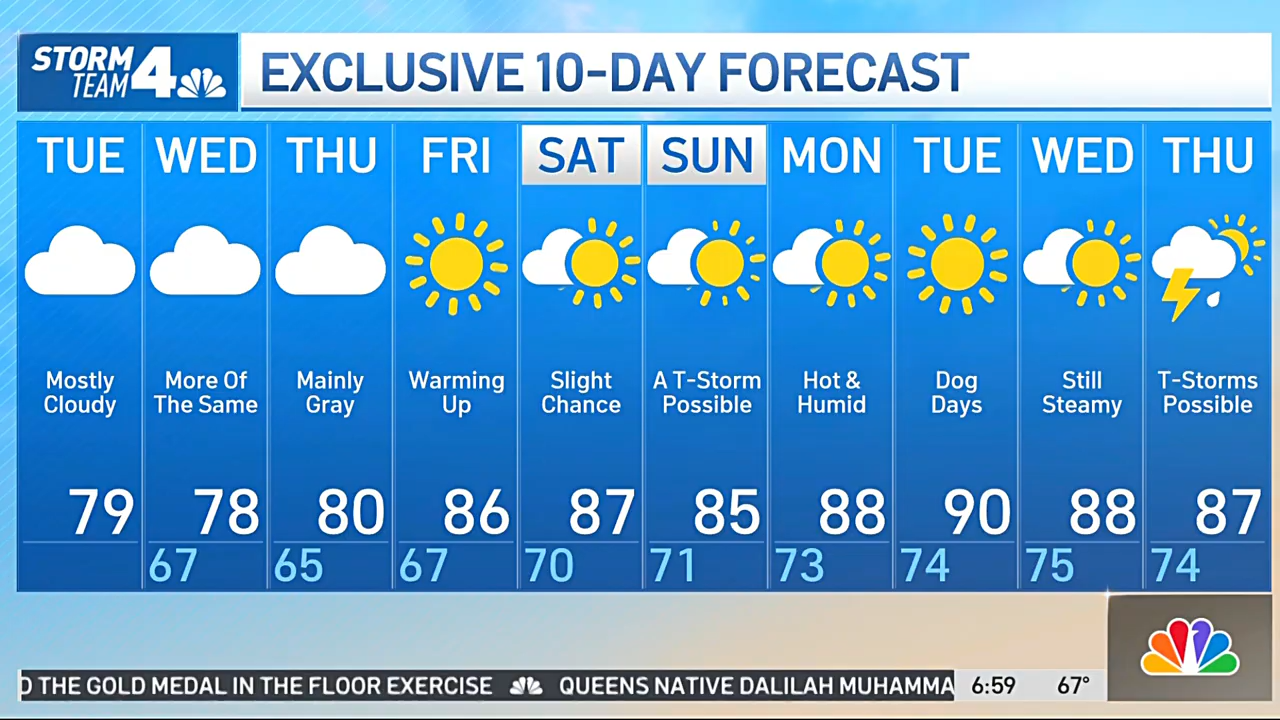 STORM
TEAM 4
EXCLUSIVE 10-DAY FORECAST
TUE WED THU FRI SAT SUN MON TUE WED THU
Mostly
Cloudy
More Of
The Same
Mainly
Gray
Warming
Up
Slight
Chance
A T-Storm
Possible
Hot &
Humid
Dog
Days
Still
Steamy
T-Storms
Possible
79 78 80 86 87 85 88 90 88 87
67 65 67 70 71 73 74 75 74
THE GOLD MEDAL IN THE FLOOR EXERCISE QUEENS NATIVE DALILAH MUHAMMA 6:59 67°